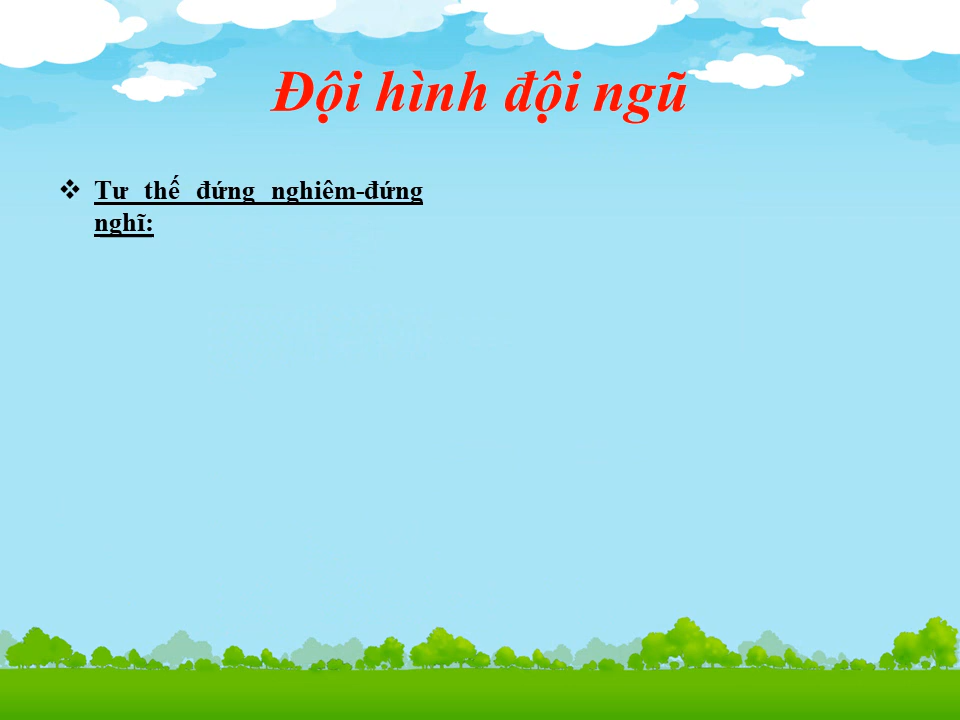 Đội hình đội ngũ
❖ Tư thế đứng nghiêm-đứng
nghĩ: